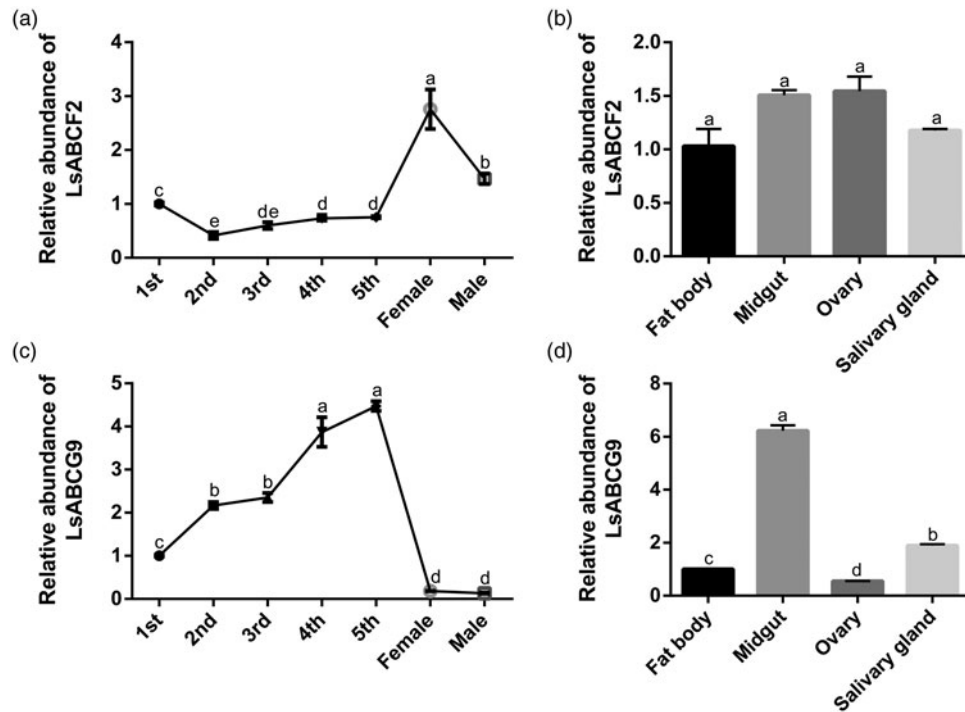 (a)
Relative abundance of
LsABCF2
4
3
2
1
0
c
e
de
d
d
a
b
1st
2nd
3rd
4th
5th
Female
Male
(b)
Relative abundance of
LsABCF2
2.0
1.5
1.0
0.5
0.0
a
a
a
a
Fat body
Midgut
Ovary
Salivary gland
(c)
Relative abundance of
LsABCG9
5
4
3
2
1
0
c
b
b
a
a
d
d
1st
2nd
3rd
4th
5th
Female
Male
(d)
Relative abundance of
LsABCG9
8
6
4
2
0
c
a
d
b
Fat body
Midgut
Ovary
Salivary gland